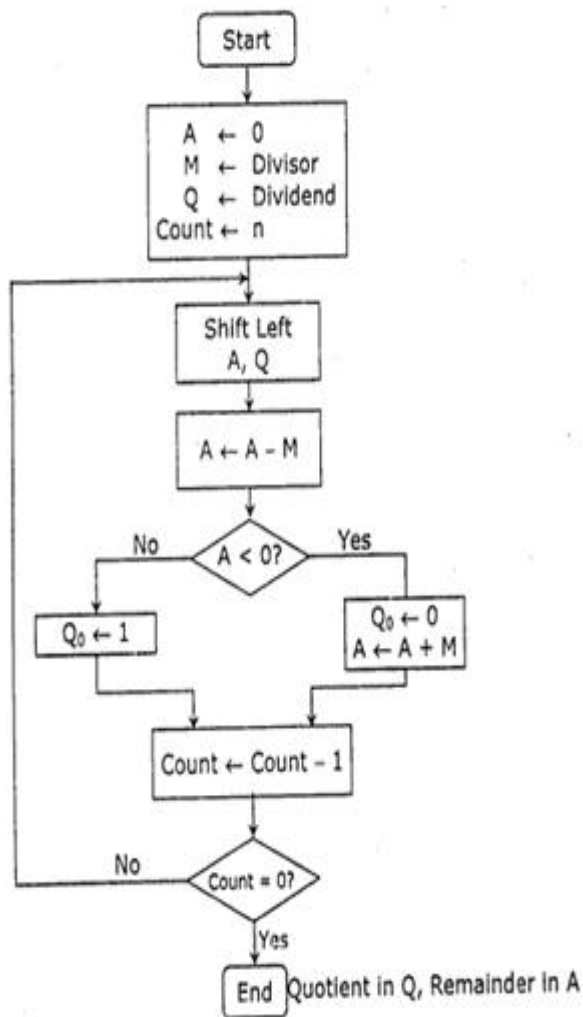 Start
A ← 0
M ← Divisor
Q ← Dividend
Count ← n
Shift Left
A, Q
A ← A – M
A < 0?
No
Yes
Q₀ ← 1
Q₀ ← 0
A ← A + M
Count ← Count – 1
Count = 0?
No
Yes
End
Quotient in Q, Remainder in A